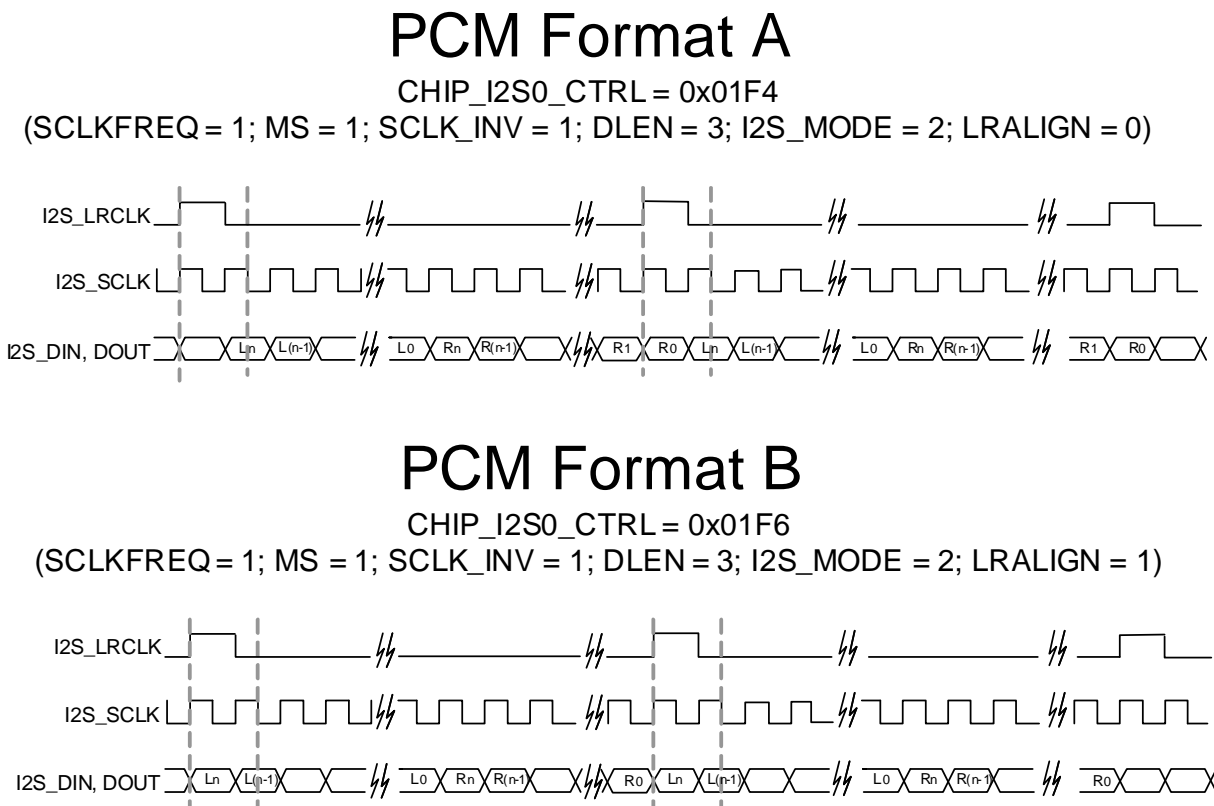 PCM Format A
CHIP_I2S0_CTRL = 0x01F4
(SCLKFREQ = 1; MS = 1; SCLK_INV = 1; DLEN = 3; I2S_MODE = 2; LRALIGN = 0)
I2S_LRCLK
I2S_SCLK
I2S_DIN, DOUT Ln L(n-1) L0 Rn R(n-1) R1 R0 Ln L(n-1) L0 Rn R(n-1) R1 R0
PCM Format B
CHIP_I2S0_CTRL = 0x01F6
(SCLKFREQ = 1; MS = 1; SCLK_INV = 1; DLEN = 3; I2S_MODE = 2; LRALIGN = 1)
I2S_LRCLK
I2S_SCLK
I2S_DIN, DOUT Ln L(n-1) L0 Rn R(n-1) R0 Ln L(n-1) L0 Rn R(n-1) R0